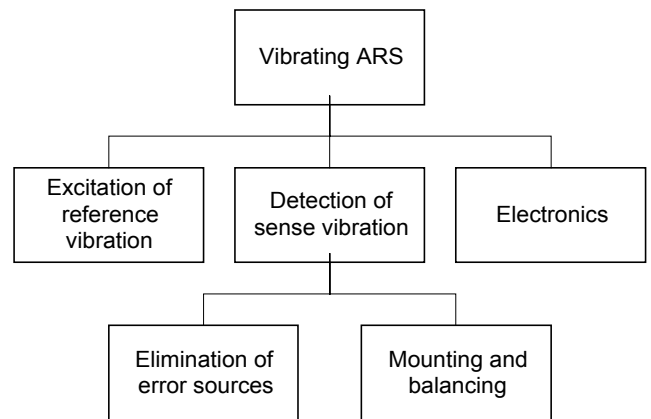 Vibrating ARS
Excitation of
reference
vibration
Detection of
sense vibration
Electronics
Elimination of
error sources
Mounting and
balancing